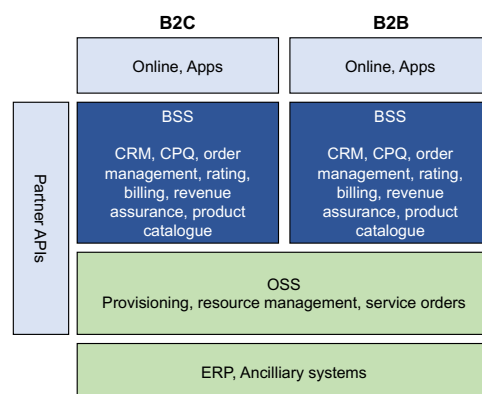 B2C
B2B
Online, Apps
Online, Apps
Partner APIs
BSS
CRM, CPQ, order
management, rating,
billing, revenue
assurance, product
catalogue
BSS
CRM, CPQ, order
management, rating,
billing, revenue
assurance, product
catalogue
OSS
Provisioning, resource management, service orders
ERP, Ancilliary systems